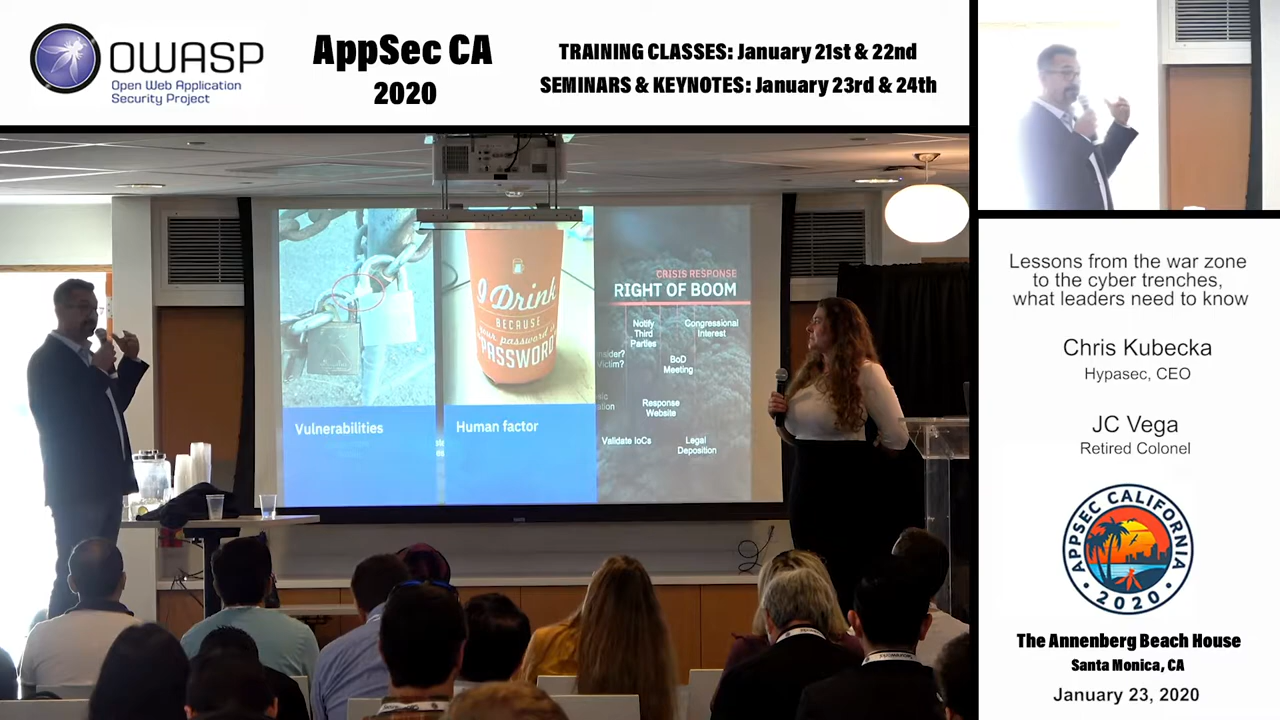 OWASP
Open Web Application
Security Project
AppSec CA
2020
TRAINING CLASSES: January 21st & 22nd
SEMINARS & KEYNOTES: January 23rd & 24th
Vulnerabilities
I Drink
BECAUSE
your password is
PASSWORD
Human factor
CRISIS RESPONSE
RIGHT OF BOOM
Notify
Third
Parties
Congressional
Interest
BoD
Meeting
Response
Website
Validate IoCs
Legal
Deposition
Lessons from the war zone
to the cyber trenches,
what leaders need to know
Chris Kubecka
Hypasec, CEO
JC Vega
Retired Colonel
APPSEC CALIFORNIA
2020
The Annenberg Beach House
Santa Monica, CA
January 23, 2020